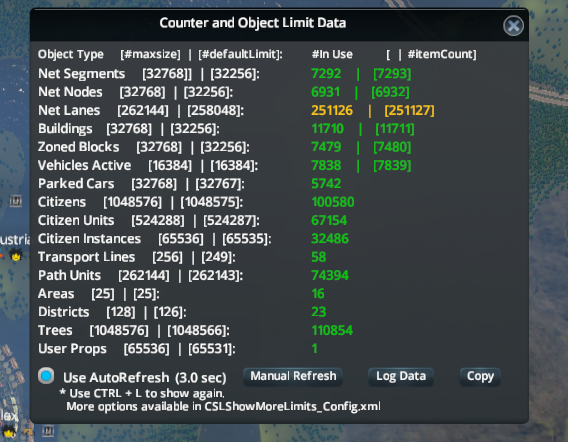 Counter and Object Limit Data
Object Type [#maxsize] | [#defaultLimit]: #In Use [ | #itemCount]
Net Segments [32768]] | [32256]: 7292 | [7293]
Net Nodes [32768] | [32256]: 6931 | [6932]
Net Lanes [262144] | [258048]: 251126 | [251127]
Buildings [32768] | [32256]: 11710 | [11711]
Zoned Blocks [32768] | [32256]: 7479 | [7480]
Vehicles Active [16384] | [16384]: 7838 | [7839]
Parked Cars [32768] | [32767]: 5742
Citizens [1048576] | [1048575]: 100580
Citizen Units [524288] | [524287]: 67154
Citizen Instances [65536] | [65535]: 32486
Transport Lines [256] | [249]: 58
Path Units [262144] | [262143]: 74394
Areas [25] | [25]: 16
Districts [128] | [126]: 23
Trees [1048576] | [1048566]: 110854
User Props [65536] | [65531]: 1
Use AutoRefresh (3.0 sec) Manual Refresh Log Data Copy
* Use CTRL + L to show again.
More options available in CSLShowMoreLimits_Config.xml
ustria
lex